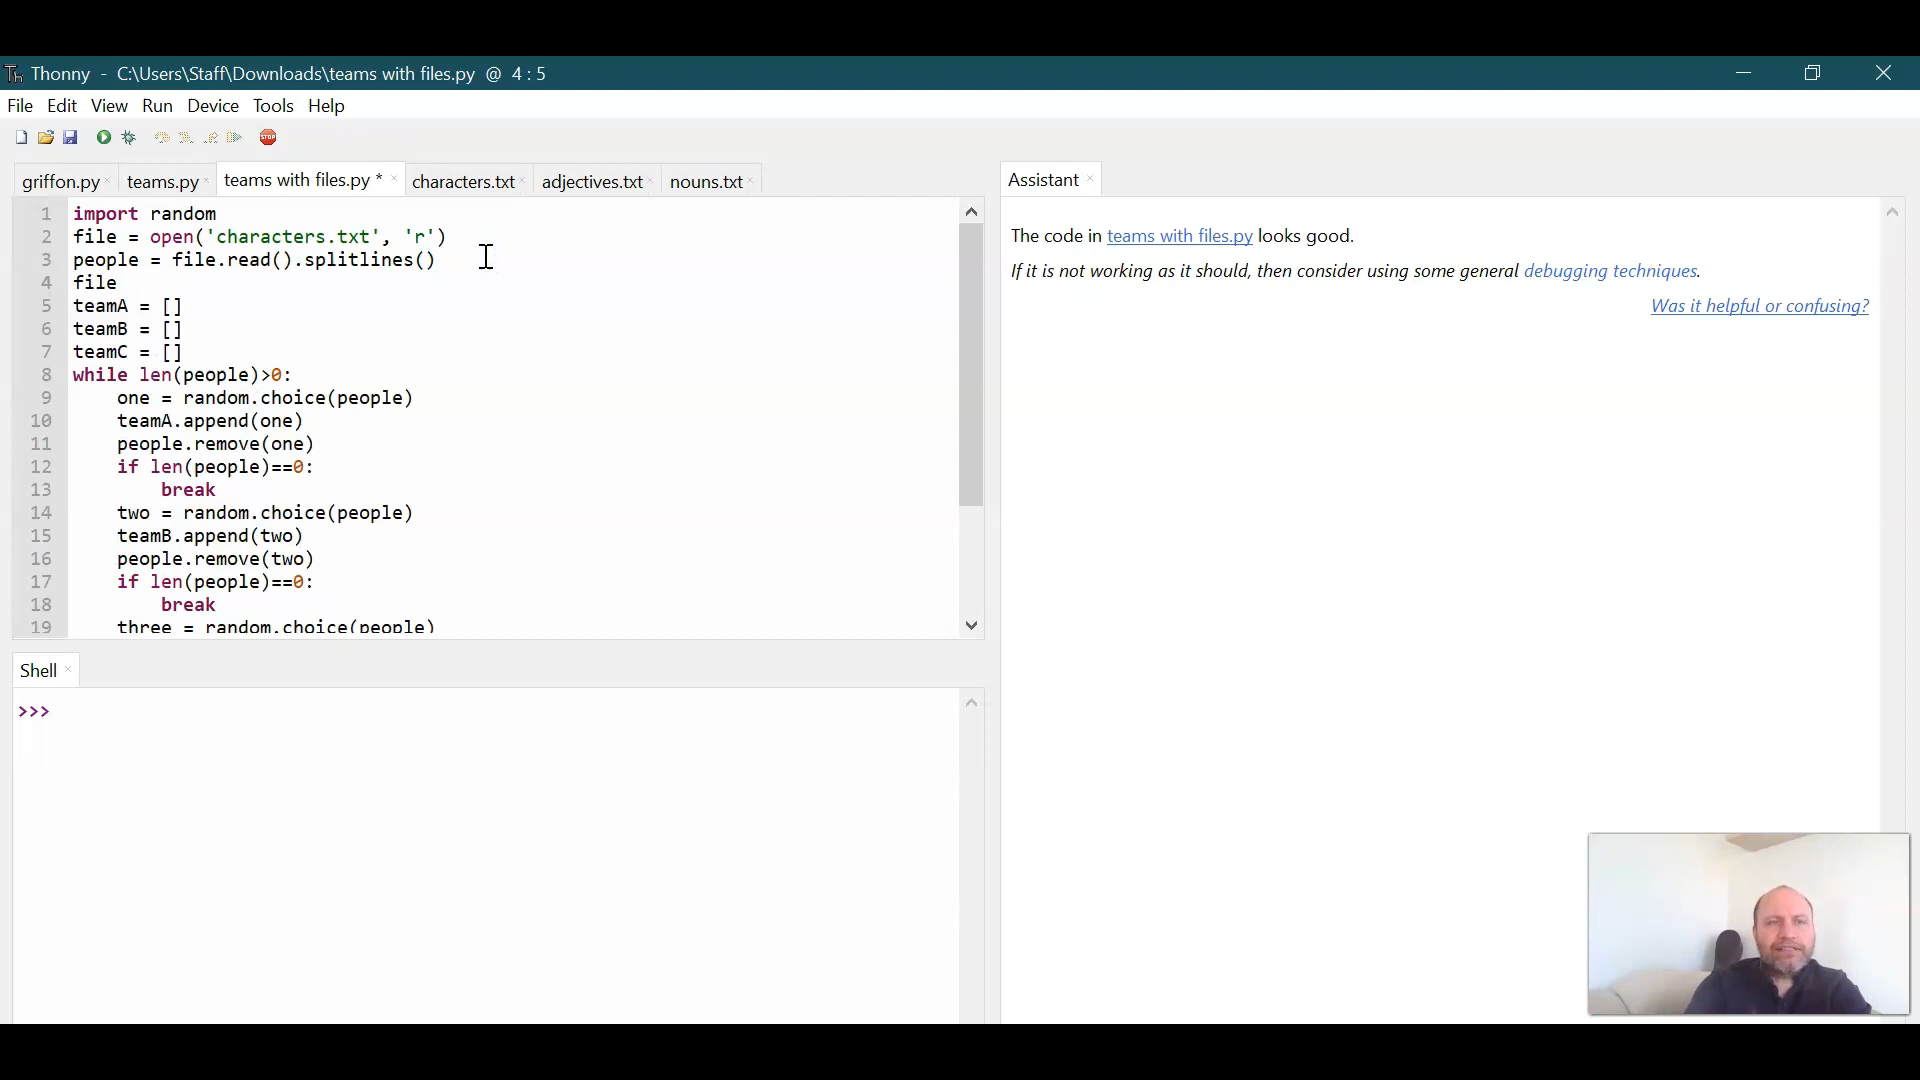 Thonny - C:\Users\Staff\Downloads\teams with files.py @ 4 : 5
File Edit View Run Device Tools Help
STOP
griffon.py teams.py teams with files.py * characters.txt adjectives.txt nouns.txt
1 import random
2 file = open('characters.txt', 'r')
3 people = file.read().splitlines()
4 file
5 teamA = []
6 teamB = []
7 teamC = []
8 while len(people)>0:
9     one = random.choice(people)
10     teamA.append(one)
11     people.remove(one)
12     if len(people)==0:
13         break
14     two = random.choice(people)
15     teamB.append(two)
16     people.remove(two)
17     if len(people)==0:
18         break
19     three = random.choice(people)
Shell
>>>
Assistant
The code in teams with files.py looks good.
If it is not working as it should, then consider using some general debugging techniques.
Was it helpful or confusing?